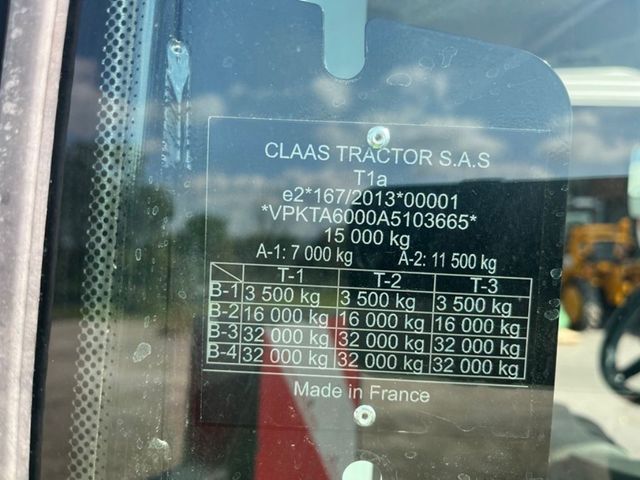 CLAAS TRACTOR S.A.S
T1a
e2*167/2013*00001
*VPKTA6000A5103665*
15 000 kg
A-1: 7 000 kg A-2: 11 500 kg
T-1 T-2 T-3
B-1 3 500 kg 3 500 kg 3 500 kg
B-2 16 000 kg 16 000 kg 16 000 kg
B-3 32 000 kg 32 000 kg 32 000 kg
B-4 32 000 kg 32 000 kg 32 000 kg
Made in France